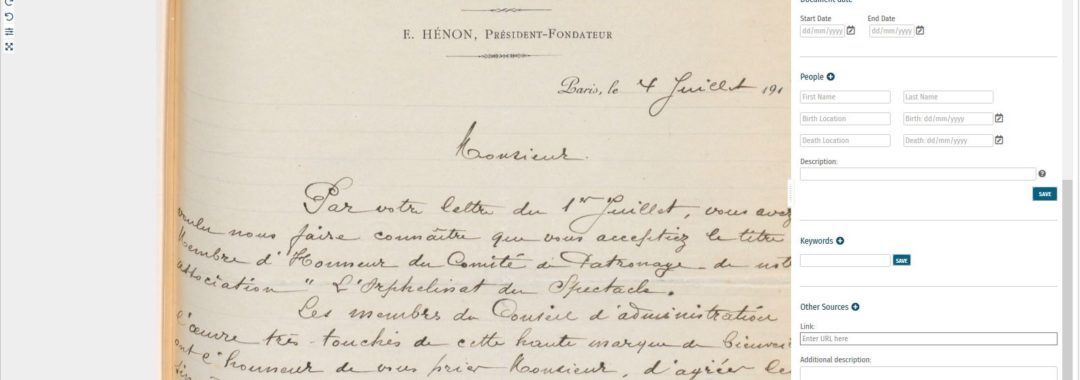 Document date
Start Date End Date
dd/mm/yyyy dd/mm/yyyy
E. HÉNON, PRÉSIDENT-FONDATEUR
Paris, le 4 Juillet 191
Monsieur
Par votre lettre du 1er Juillet, vous avez
voulu nous faire connaître que vous acceptiez le titre
Membre d'Honneur du Comité de Patronage de not
association " L'Orphelinat du Spectacle.
Les membres du Conseil d'administration
l'œuvre très touchés de cette haute marque de bienvei
ont l'honneur de vous prier Monsieur, d'agréer le
People
First Name Last Name
Birth Location Birth: dd/mm/yyyy
Death Location Death: dd/mm/yyyy
Description:
SAVE
Keywords
SAVE
Other Sources
Link:
Enter URL here
Additional description: